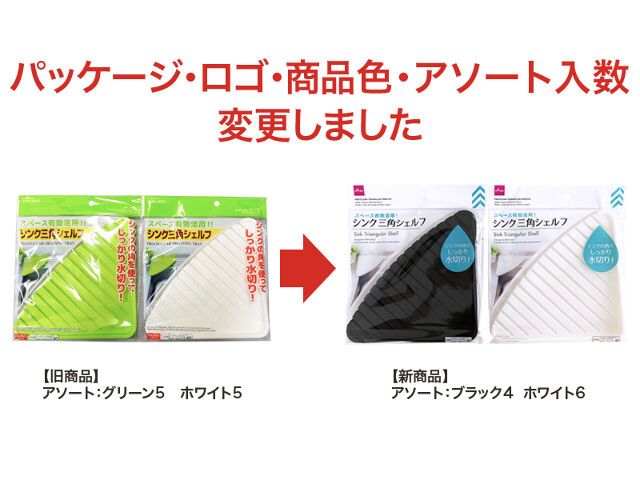 パッケージ・ロゴ・商品色・アソート入数
変更しました
スペース有効活用!!
シンク三角シェルフ
TRIANGULAR DRAINING TRAY
シンクの角を使って
しっかり水切り!
スペース有効活用!!
シンク三角シェルフ
TRIANGULAR DRAINING TRAY
シンクの角を使って
しっかり水切り!
スペース有効活用!
シンク三角シェルフ
Sink Triangular Shelf
シンクの角で
しっかり
水切り!
スペース有効活用!
シンク三角シェルフ
Sink Triangular Shelf
シンクの角で
しっかり
水切り!
【旧商品】
アソート：グリーン5 ホワイト5
【新商品】
アソート：ブラック4 ホワイト6